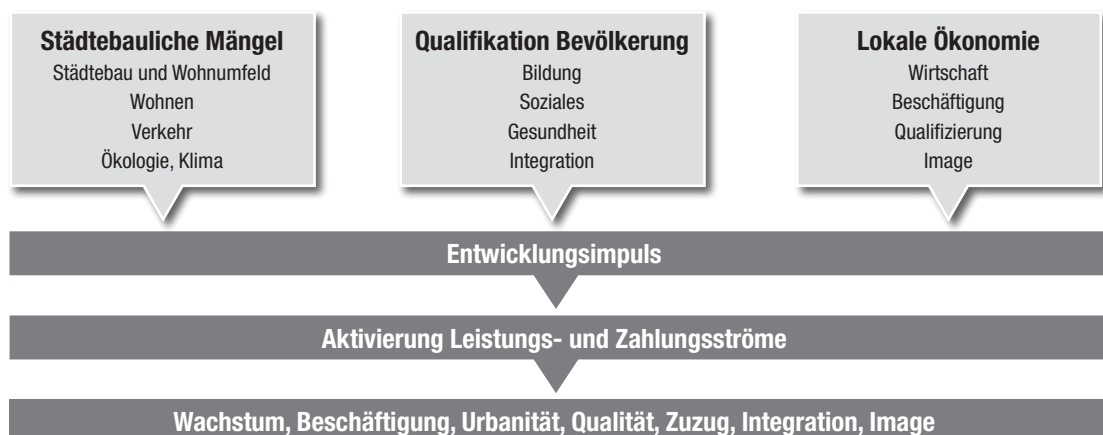 Städtebauliche Mängel
Städtebau und Wohnumfeld
Wohnen
Verkehr
Ökologie, Klima
Qualifikation Bevölkerung
Bildung
Soziales
Gesundheit
Integration
Lokale Ökonomie
Wirtschaft
Beschäftigung
Qualifizierung
Image
Entwicklungsimpuls
Aktivierung Leistungs- und Zahlungsströme
Wachstum, Beschäftigung, Urbanität, Qualität, Zuzug, Integration, Image